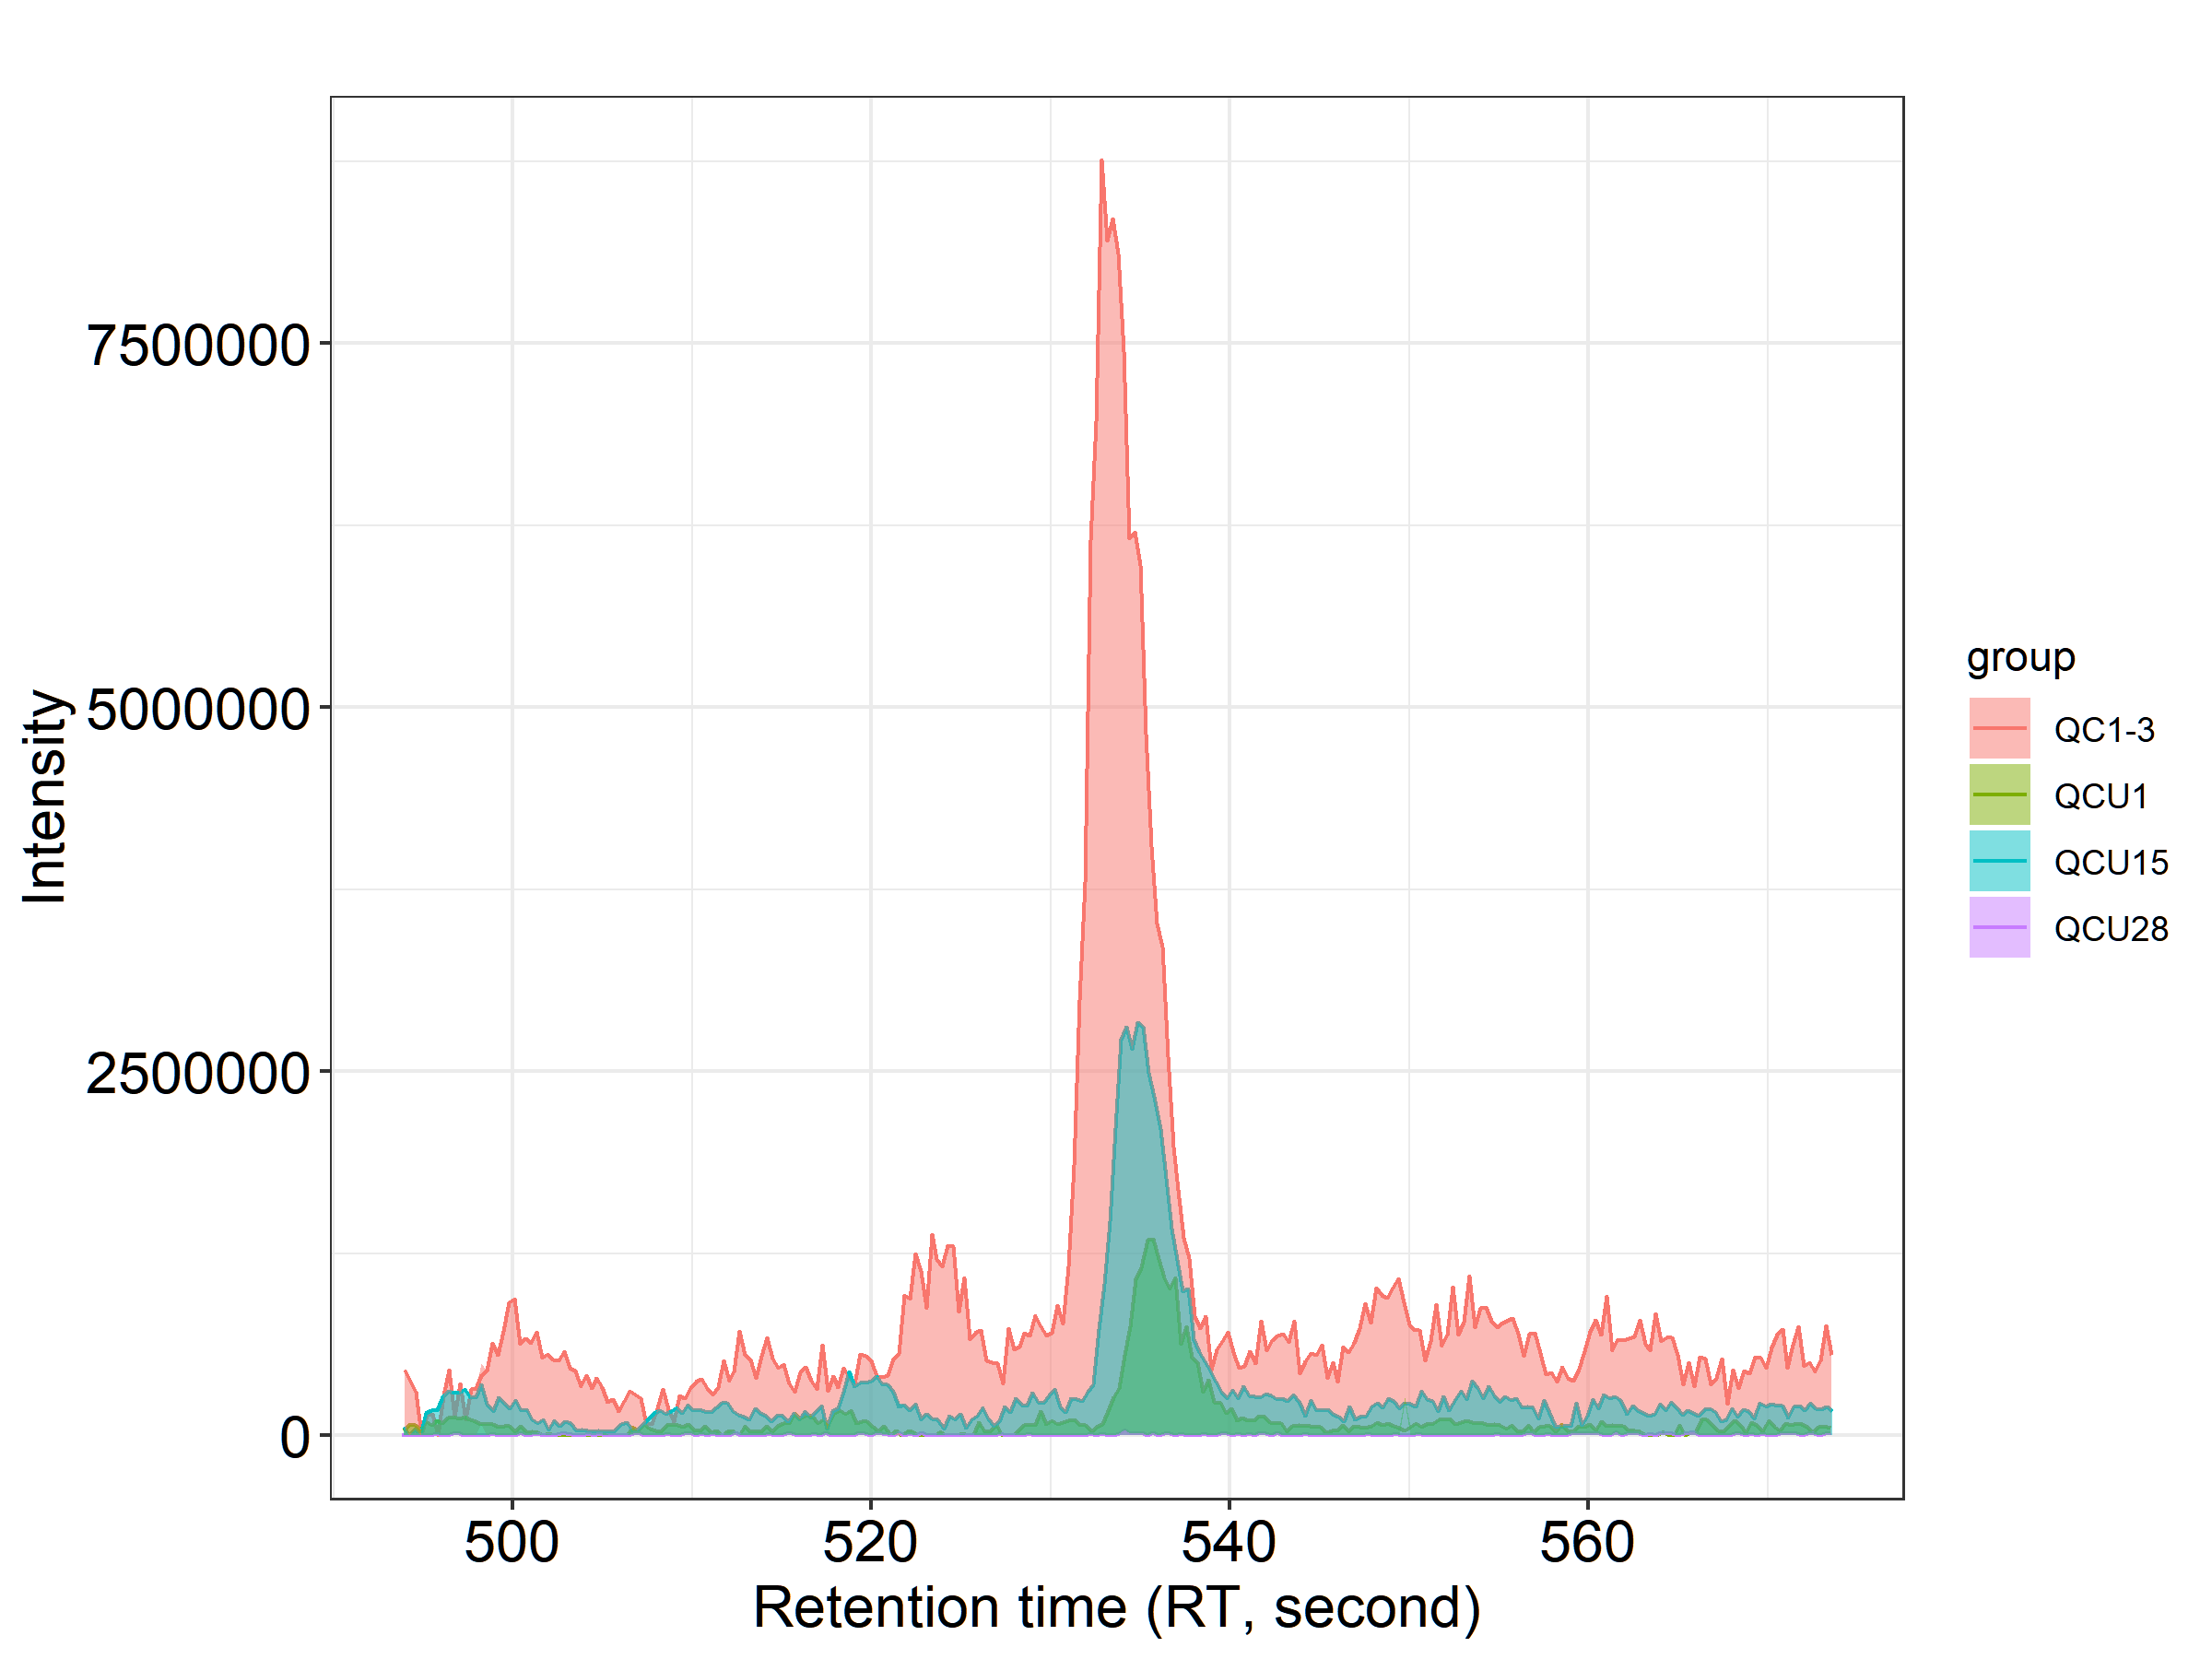 7500000
5000000
2500000
0
Intensity
500
520
540
560
Retention time (RT, second)
group
QC1-3
QCU1
QCU15
QCU28